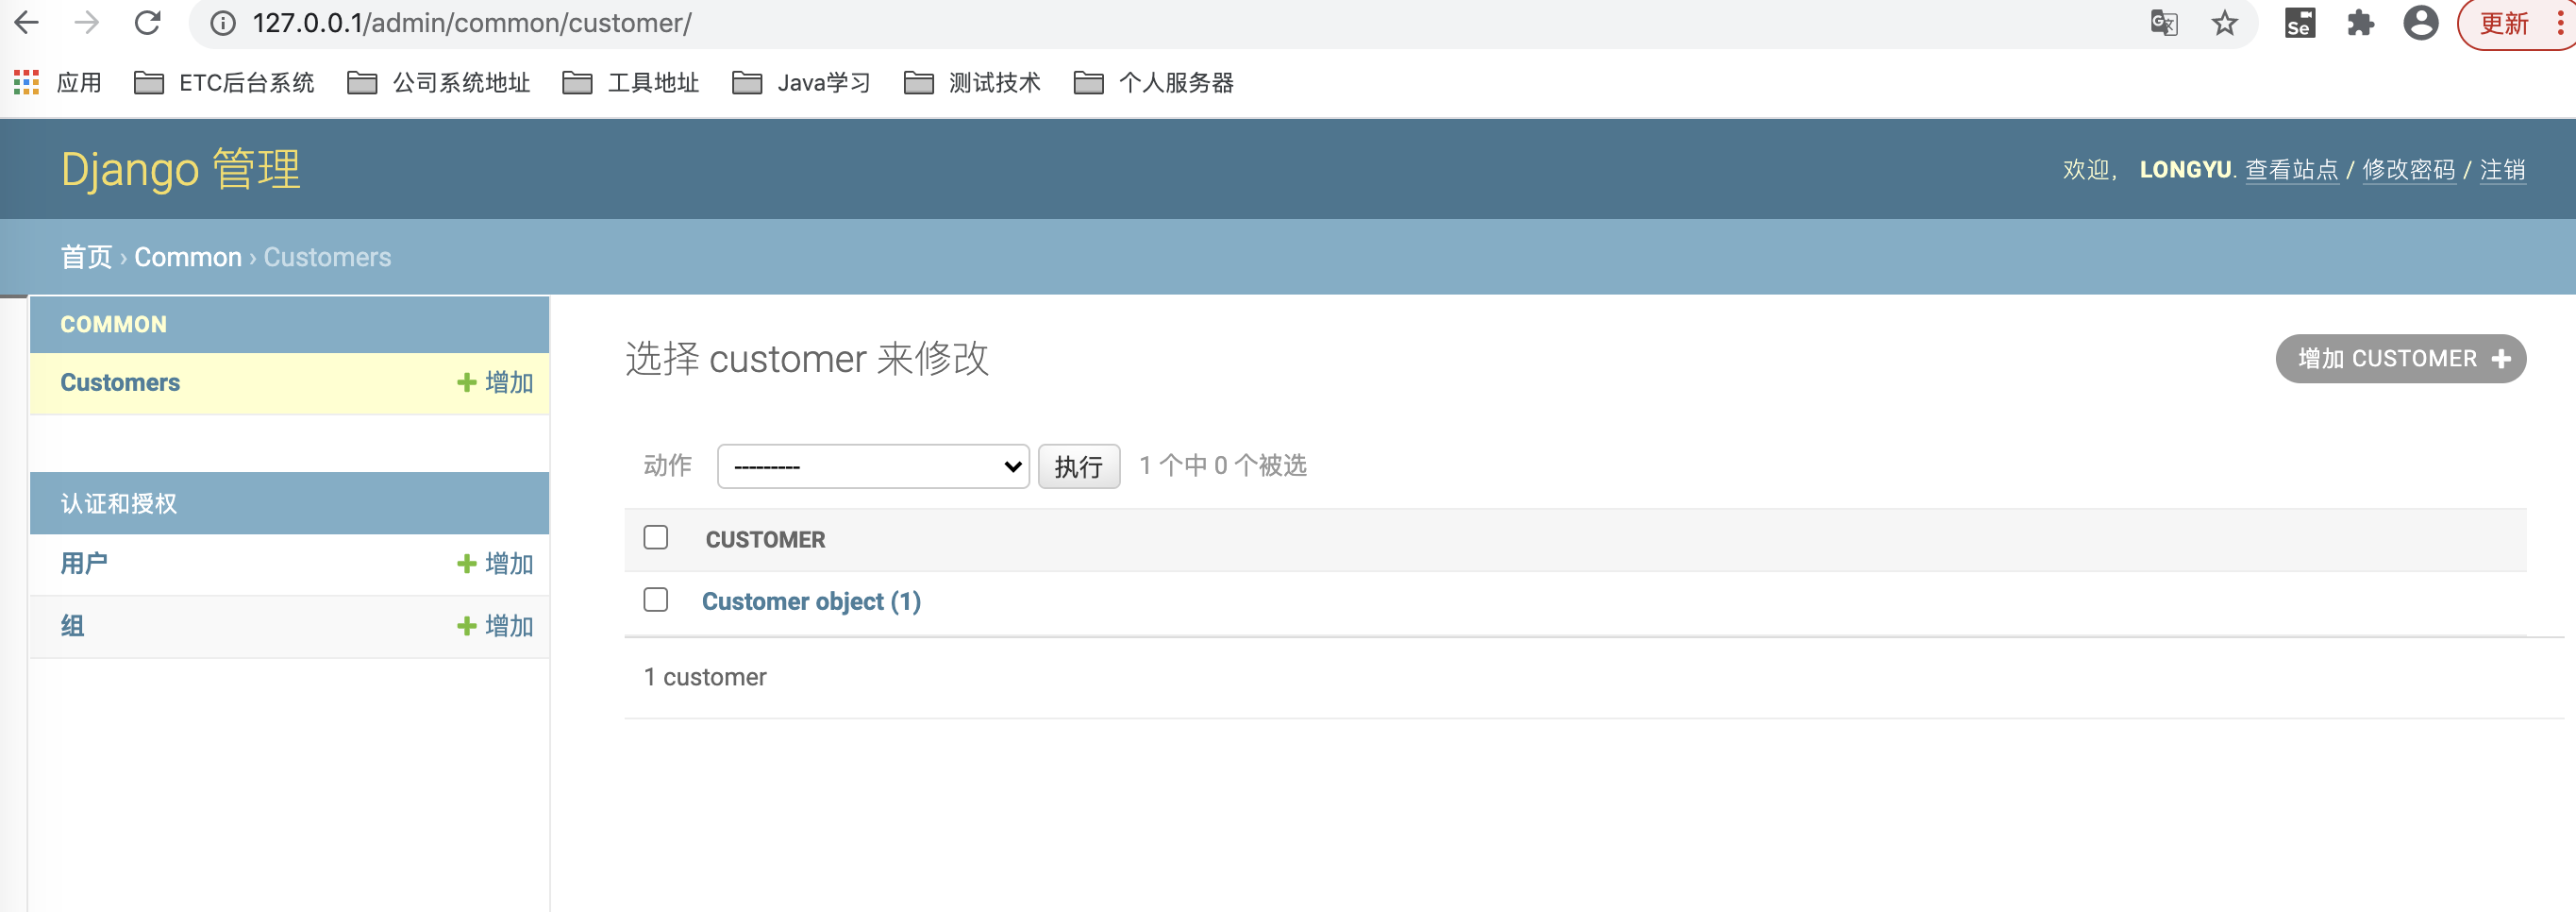 127.0.0.1/admin/common/customer/
更新
应用 ETC后台系统 公司系统地址 工具地址 Java学习 测试技术 个人服务器
Django 管理
欢迎, LONGYU. 查看站点 / 修改密码 / 注销
首页 › Common › Customers
COMMON
Customers 增加
认证和授权
用户 增加
组 增加
选择 customer 来修改
增加 CUSTOMER
动作 --------- 执行 1 个中 0 个被选
CUSTOMER
Customer object (1)
1 customer